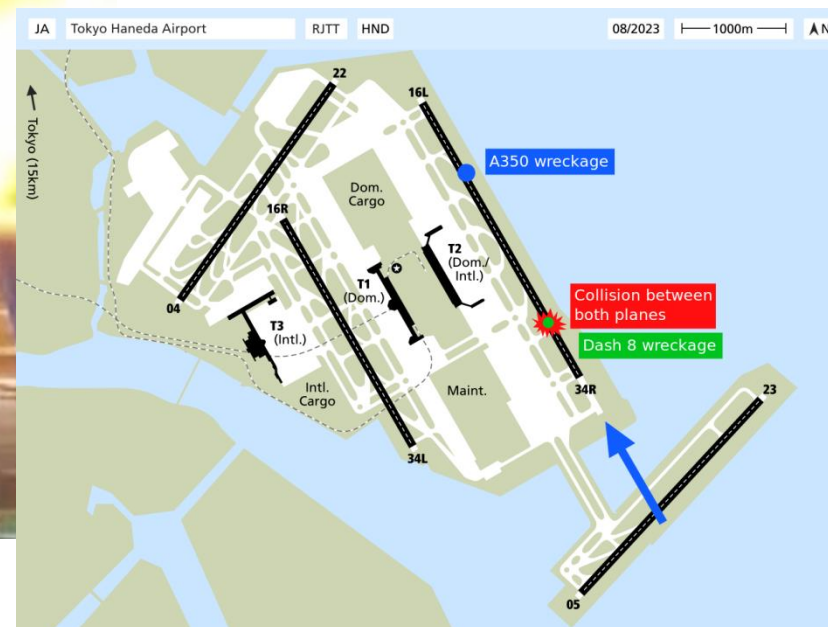 JA
Tokyo Haneda Airport
RJTT
HND
08/2023
1000m
N
22
16L
Tokyo (15km)
A350 wreckage
Dom.
Cargo
16R
T2
(Dom./
Intl.)
T1
(Dom.)
Collision between
both planes
04
T3
(Intl.)
Dash 8 wreckage
Intl.
Cargo
Maint.
34R
23
34L
05